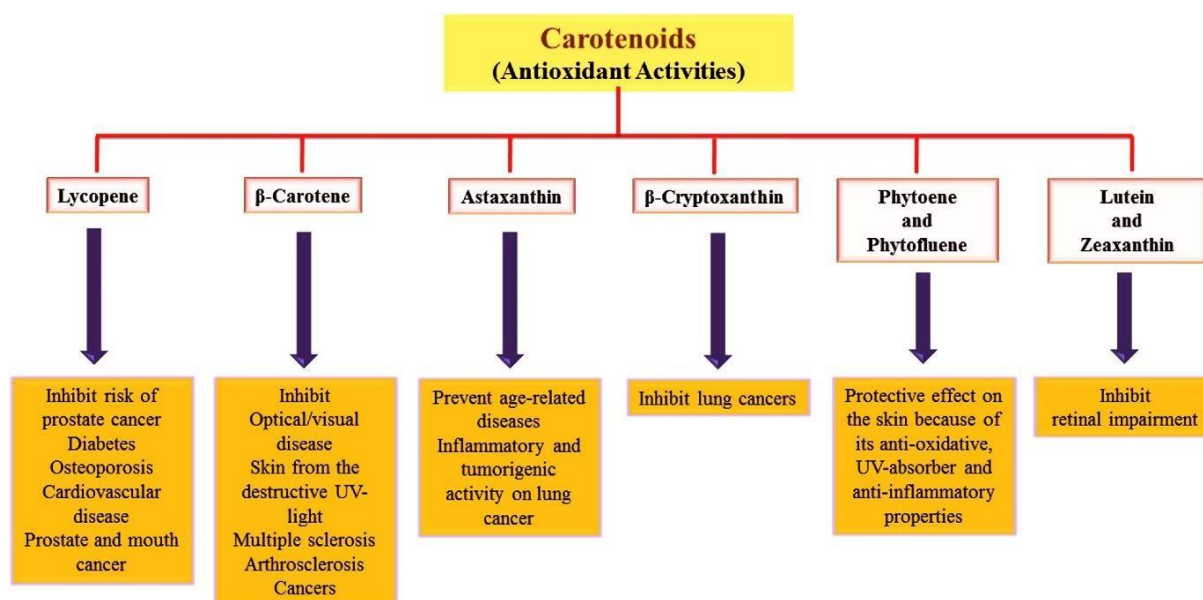 Carotenoids
(Antioxidant Activities)
Lycopene
β-Carotene
Astaxanthin
β-Cryptoxanthin
Phytoene
and
Phytofluene
Lutein
and
Zeaxanthin
Inhibit risk of
prostate cancer
Diabetes
Osteoporosis
Cardiovascular
disease
Prostate and mouth
cancer
Inhibit
Optical/visual
disease
Skin from the
destructive UV-
light
Multiple sclerosis
Arthrosclerosis
Cancers
Prevent age-related
diseases
Inflammatory and
tumorigenic
activity on lung
cancer
Inhibit lung cancers
Protective effect on
the skin because of
its anti-oxidative,
UV-absorber and
anti-inflammatory
properties
Inhibit
retinal impairment